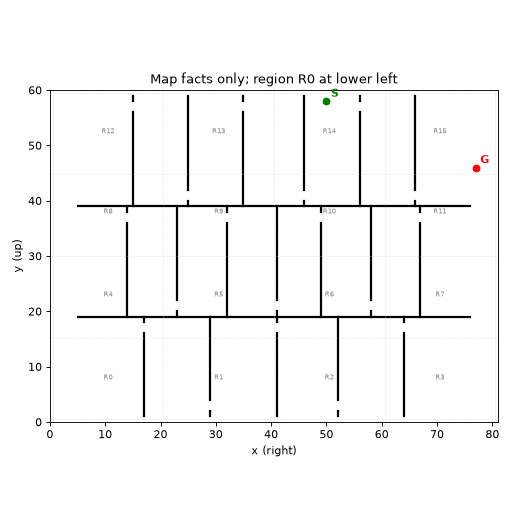 Map facts only; region R0 at lower left
S
R12 R13 R14 R15
G
R8 R9 R10 R11
R4 R5 R6 R7
R0 R1 R2 R3
60
50
40
30
20
10
0
y (up)
0 10 20 30 40 50 60 70 80
x (right)